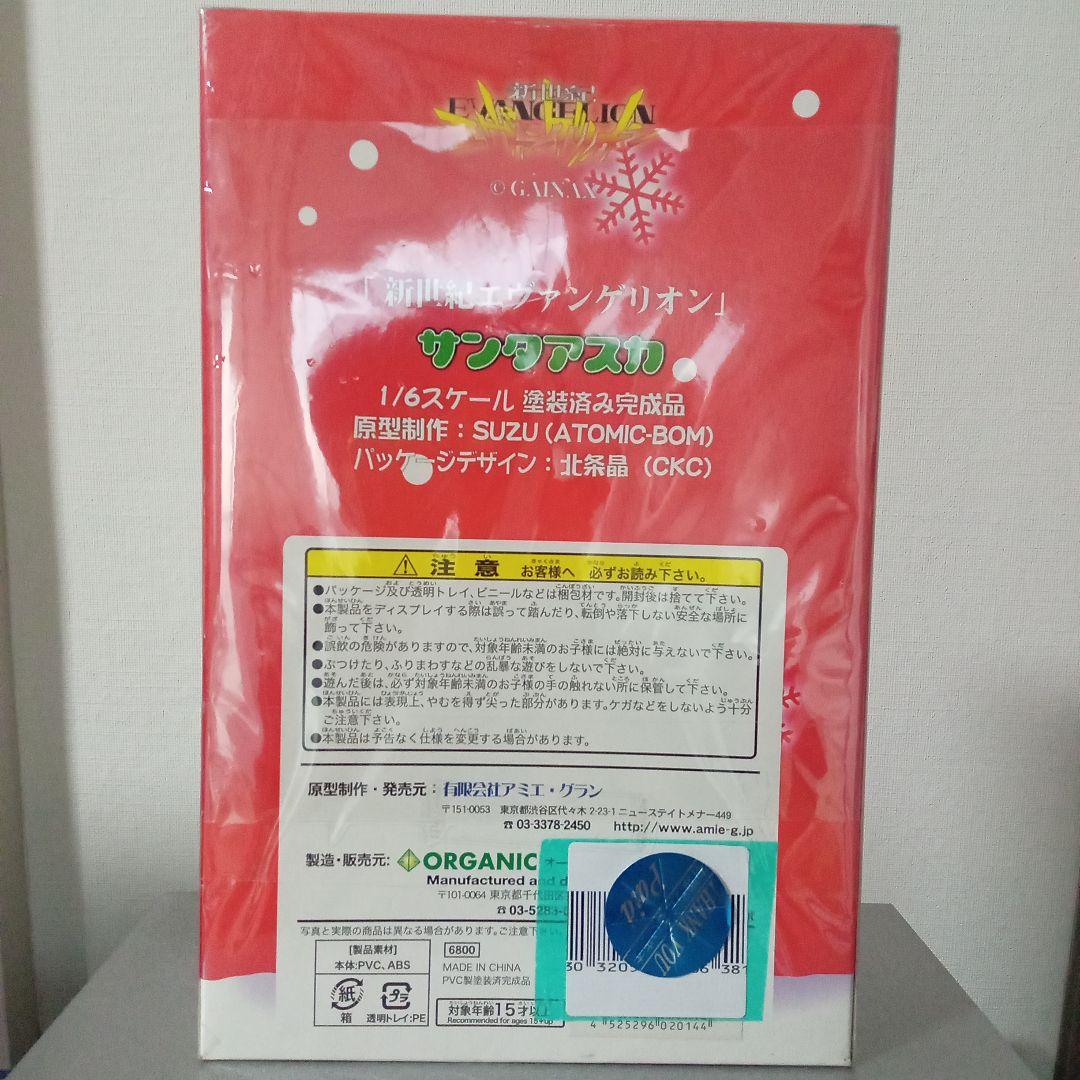 新世紀
EVANGELION
© GAINAX
「新世紀エヴァンゲリオン」
サンタアスカ
1/6スケール 塗装済み完成品
原型制作：SUZU (ATOMIC-BOM)
パッケージデザイン：北条晶 (CKC)
注意 お客様へ 必ずお読み下さい。
●パッケージ及び透明トレイ、ビニールなどは梱包材です。開封後は捨てて下さい。
●本製品をディスプレイする際は誤って踏んだり、転倒や落下しない安全な場所に
飾って下さい。
●誤飲の危険がありますので、対象年齢未満のお子様には絶対に与えないで下さい。
●ぶつけたり、ふりまわすなどの乱暴な遊びをしないで下さい。
●遊んだ後は、必ず対象年齢未満のお子様の手の触れない所に保管して下さい。
●本製品には表現上、やむを得ず尖った部分があります。ケガなどをしないよう十分
ご注意下さい。
●本製品は予告なく仕様を変更する場合があります。
原型制作・発売元：有限会社アミエ・グラン
〒151-0053 東京都渋谷区代々木2-23-1 ニューステイトメナー449
☎ 03-3378-2450 http://www.amie-g.jp
製造・販売元： ORGANIC オー
Manufactured and d
〒101-0064 東京都千代田区
☎ 03-5283-
写真と実際の商品は異なる場合があります。ご注意下さい
[製品素材]
本体:PVC、ABS
紙
箱
プラ
透明トレイ:PE
6800
MADE IN CHINA
PVC製塗装済完成品
対象年齢15才以上
Recommended for ages 15+up
THANK YOU
Paid
4 525296 020144